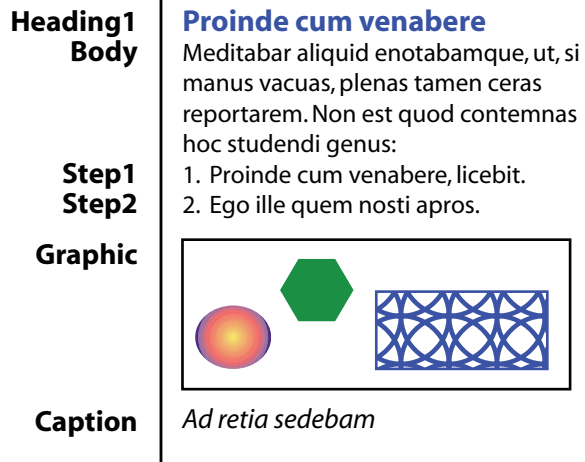 Heading1 Proinde cum venabere
Body Meditabar aliquid enotabamque, ut, si
manus vacuas, plenas tamen ceras
reportarem. Non est quod contemnas
hoc studendi genus:
Step1 1. Proinde cum venabere, licebit.
Step2 2. Ego ille quem nosti apros.
Graphic
Caption Ad retia sedebam